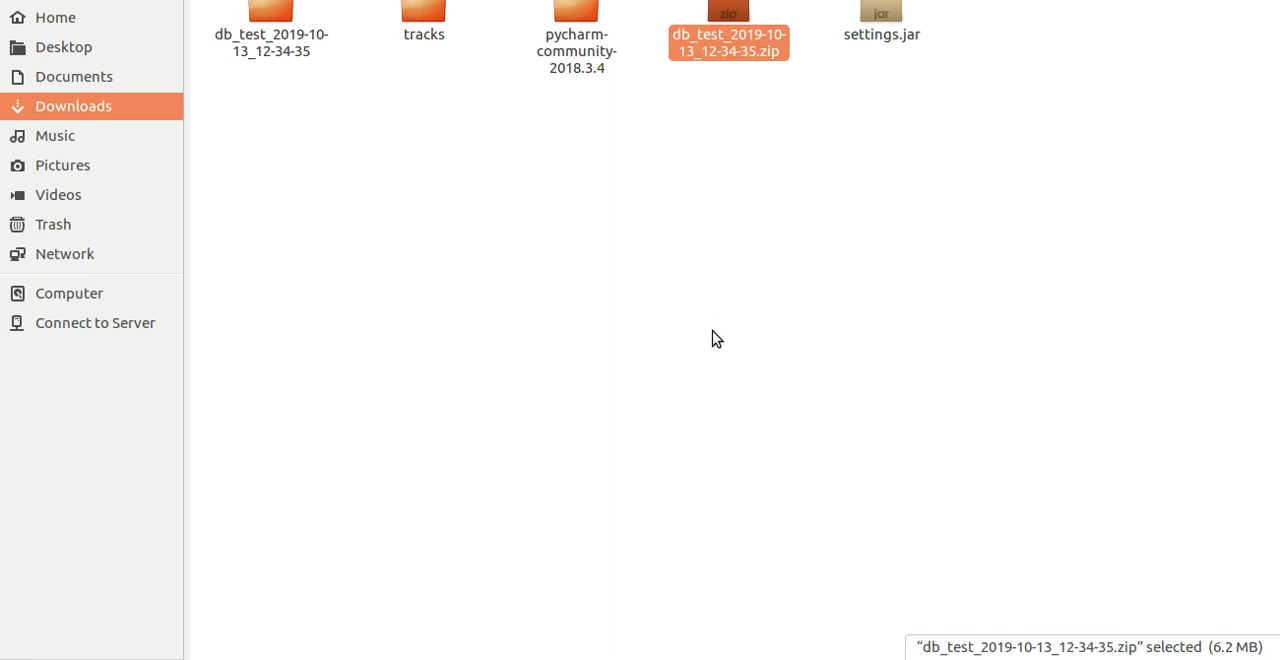 Home
Desktop
Documents
Downloads
Music
Pictures
Videos
Trash
Network
Computer
Connect to Server
db_test_2019-10-
13_12-34-35
tracks
pycharm-
community-
2018.3.4
zip
db_test_2019-10-
13_12-34-35.zip
jar
settings.jar
“db_test_2019-10-13_12-34-35.zip” selected (6.2 MB)